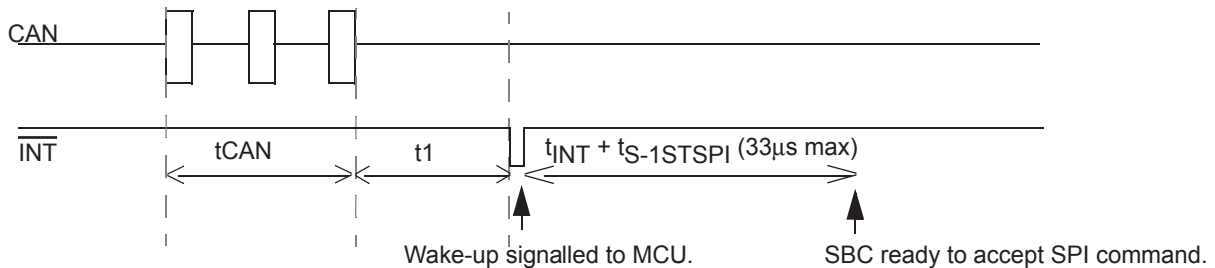 CAN
INT
tCAN
t1
tINT + tS-1STSPI (33µs max)
Wake-up signalled to MCU.
SBC ready to accept SPI command.